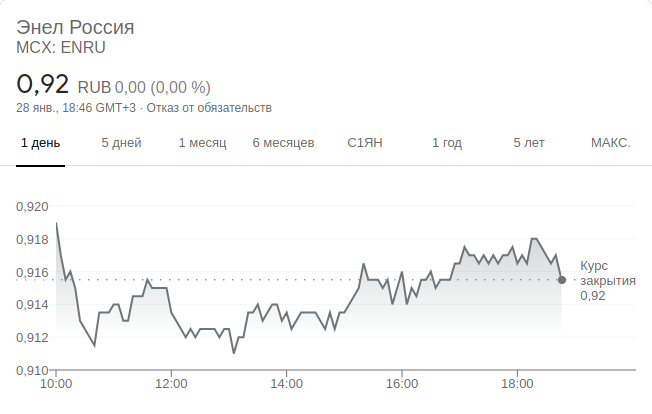 Энел Россия
MCX: ENRU
0,92 RUB 0,00 (0,00 %)
28 янв., 18:46 GMT+3 · Отказ от обязательств
1 день 5 дней 1 месяц 6 месяцев С1ЯН 1 год 5 лет МАКС.
0,920
0,918
0,916
0,914
0,912
0,910
Курс
закрытия
0,92
10:00 12:00 14:00 16:00 18:00